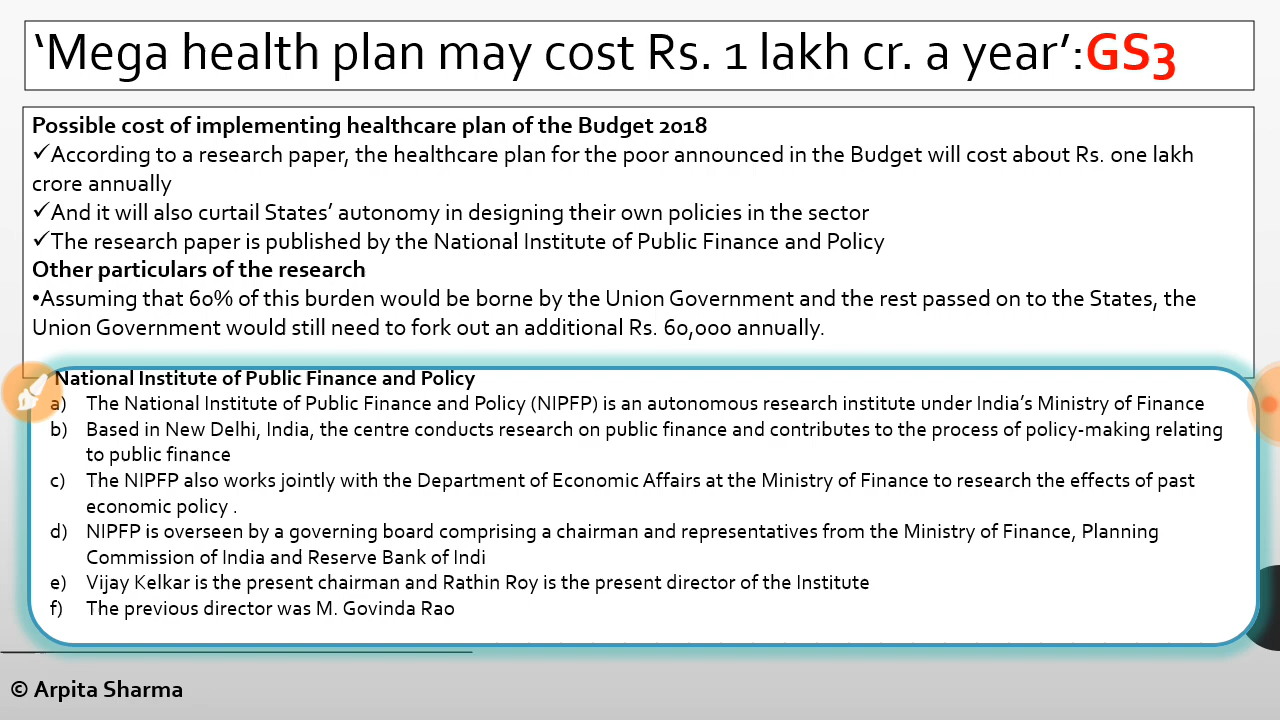 ‘Mega health plan may cost Rs. 1 lakh cr. a year’:GS3
Possible cost of implementing healthcare plan of the Budget 2018
✓According to a research paper, the healthcare plan for the poor announced in the Budget will cost about Rs. one lakh
crore annually
✓And it will also curtail States’ autonomy in designing their own policies in the sector
✓The research paper is published by the National Institute of Public Finance and Policy
Other particulars of the research
•Assuming that 60% of this burden would be borne by the Union Government and the rest passed on to the States, the
Union Government would still need to fork out an additional Rs. 60,000 annually.
National Institute of Public Finance and Policy
a) The National Institute of Public Finance and Policy (NIPFP) is an autonomous research institute under India’s Ministry of Finance
b) Based in New Delhi, India, the centre conducts research on public finance and contributes to the process of policy-making relating
to public finance
c) The NIPFP also works jointly with the Department of Economic Affairs at the Ministry of Finance to research the effects of past
economic policy .
d) NIPFP is overseen by a governing board comprising a chairman and representatives from the Ministry of Finance, Planning
Commission of India and Reserve Bank of Indi
e) Vijay Kelkar is the present chairman and Rathin Roy is the present director of the Institute
f) The previous director was M. Govinda Rao
© Arpita Sharma